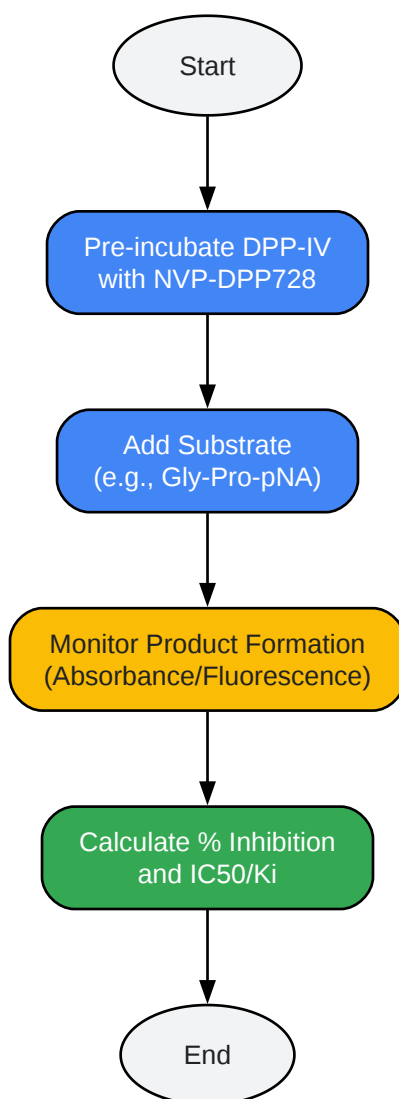 Start
Pre-incubate DPP-IV
with NVP-DPP728
Add Substrate
(e.g., Gly-Pro-pNA)
Monitor Product Formation
(Absorbance/Fluorescence)
Calculate % Inhibition
and IC50/Ki
End